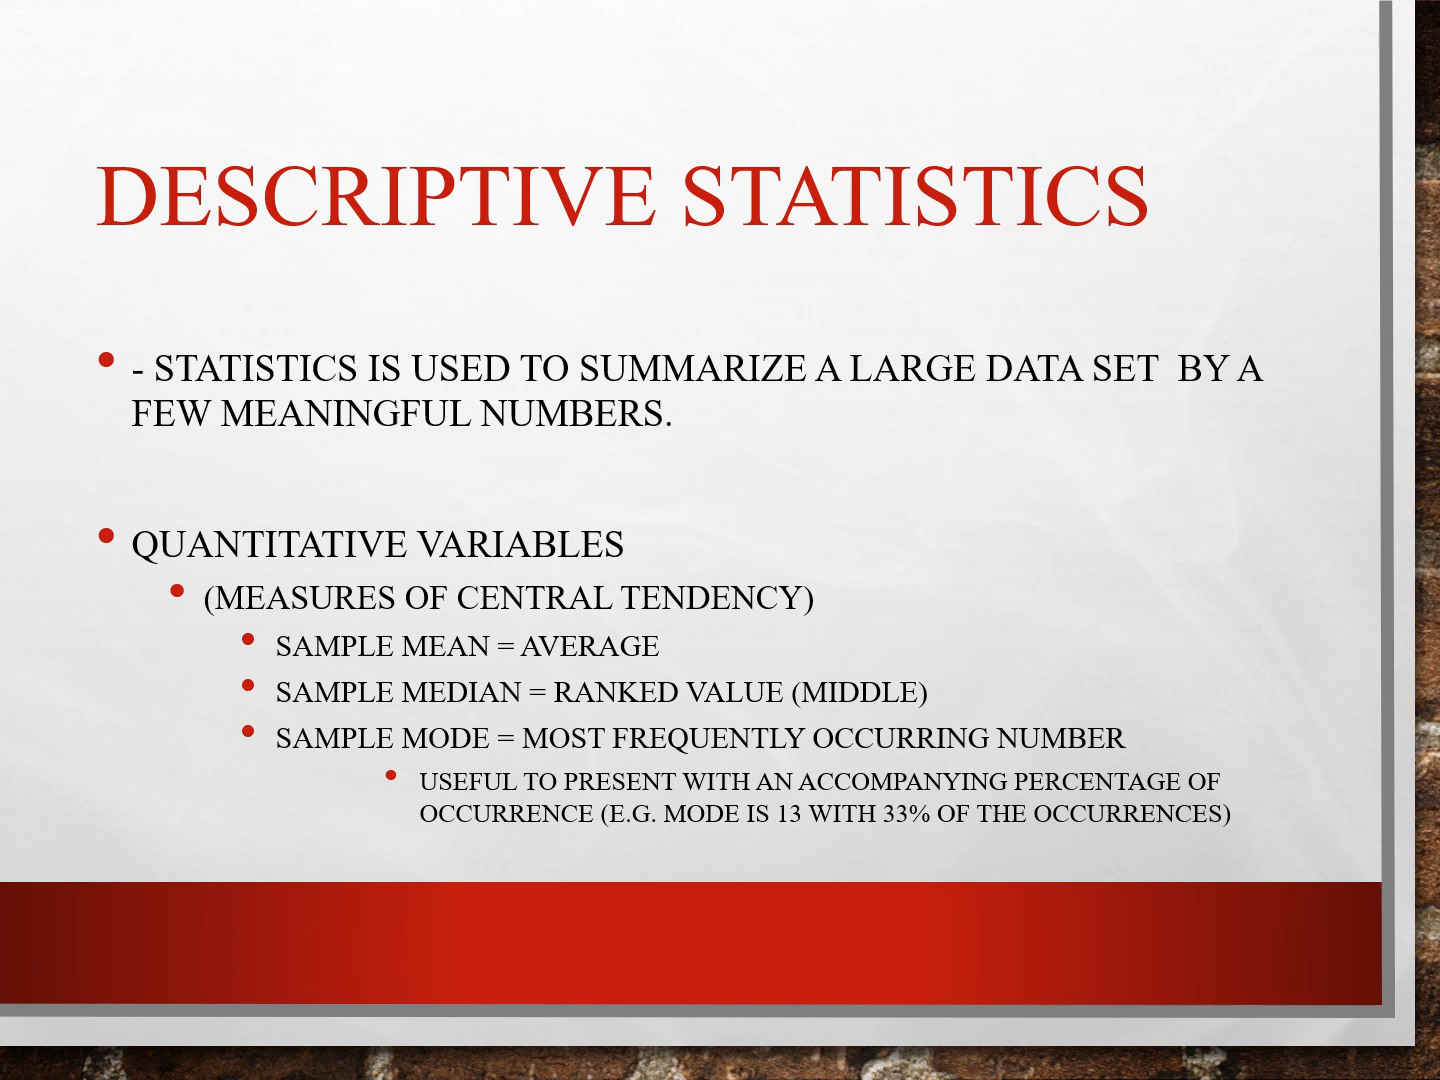 DESCRIPTIVE STATISTICS
• - STATISTICS IS USED TO SUMMARIZE A LARGE DATA SET  BY A
FEW MEANINGFUL NUMBERS.
• QUANTITATIVE VARIABLES
• (MEASURES OF CENTRAL TENDENCY)
• SAMPLE MEAN = AVERAGE
• SAMPLE MEDIAN = RANKED VALUE (MIDDLE)
• SAMPLE MODE = MOST FREQUENTLY OCCURRING NUMBER
• USEFUL TO PRESENT WITH AN ACCOMPANYING PERCENTAGE OF
OCCURRENCE (E.G. MODE IS 13 WITH 33% OF THE OCCURRENCES)